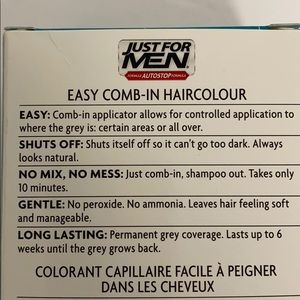 JUST FOR
MEN
FORMULE AUTOSTOP FORMULA
EASY COMB-IN HAIRCOLOUR
EASY: Comb-in applicator allows for controlled application to
where the grey is: certain areas or all over.
SHUTS OFF: Shuts itself off so it can't go too dark. Always
looks natural.
NO MIX, NO MESS: Just comb-in, shampoo out. Takes only
10 minutes.
GENTLE: No peroxide. No ammonia. Leaves hair feeling soft
and manageable.
LONG LASTING: Permanent grey coverage. Lasts up to 6
weeks until the grey grows back.
COLORANT CAPILLAIRE FACILE À PEIGNER
DANS LES CHEVEUX